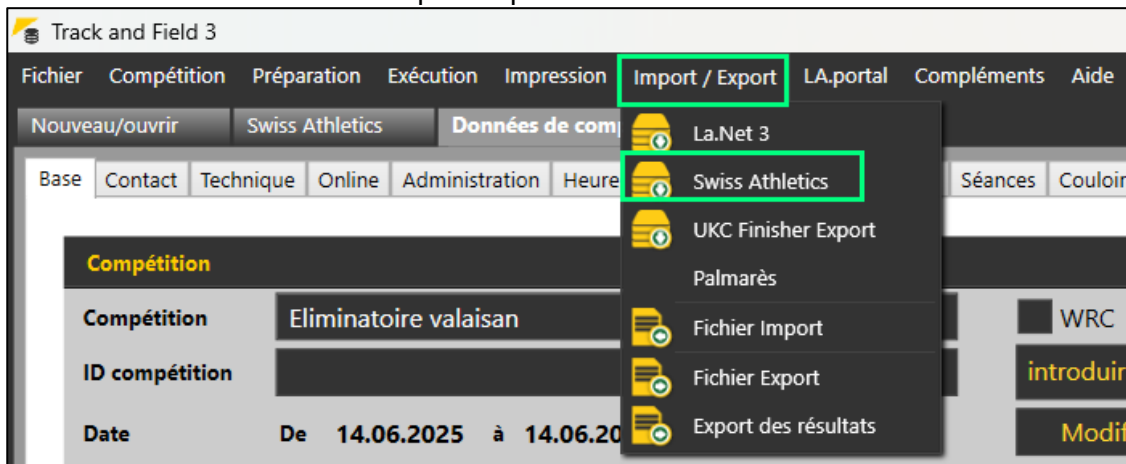 Track and Field 3
Fichier Compétition Préparation Exécution Impression Import / Export LA.portal Compléments Aide
Nouveau/ouvrir Swiss Athletics Données de com
La.Net 3
Base Contact Technique Online Administration Heure Séances Couloir
Swiss Athletics
UKC Finisher Export
Palmarès
Compétition
Compétition Eliminatoire valaisan WRC
Fichier Import
ID compétition introduir
Fichier Export
Date De 14.06.2025 à 14.06.20 Modif
Export des résultats